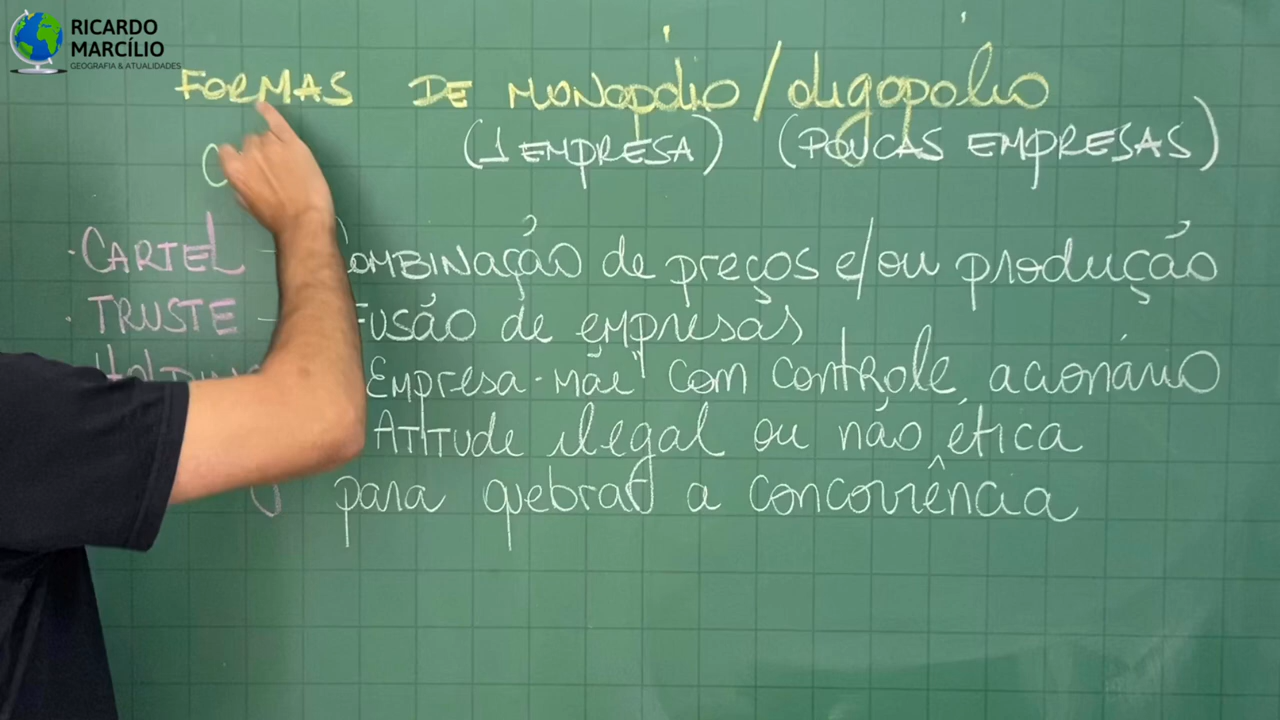 RICARDO
MARCÍLIO
GEOGRAFIA & ATUALIDADES
FORMAS DE MONOPÓLIO/oligopólio
(1 EMPRESA) (POUCAS EMPRESAS)
· CARTEL - COMBINAÇÃO de preços e/ou produção
· TRUSTE - FUSÃO de empresas
HOLDING "Empresa-mãe" com controle acionário
ATITUDE ilegal ou não ética
para quebrar a concorrência